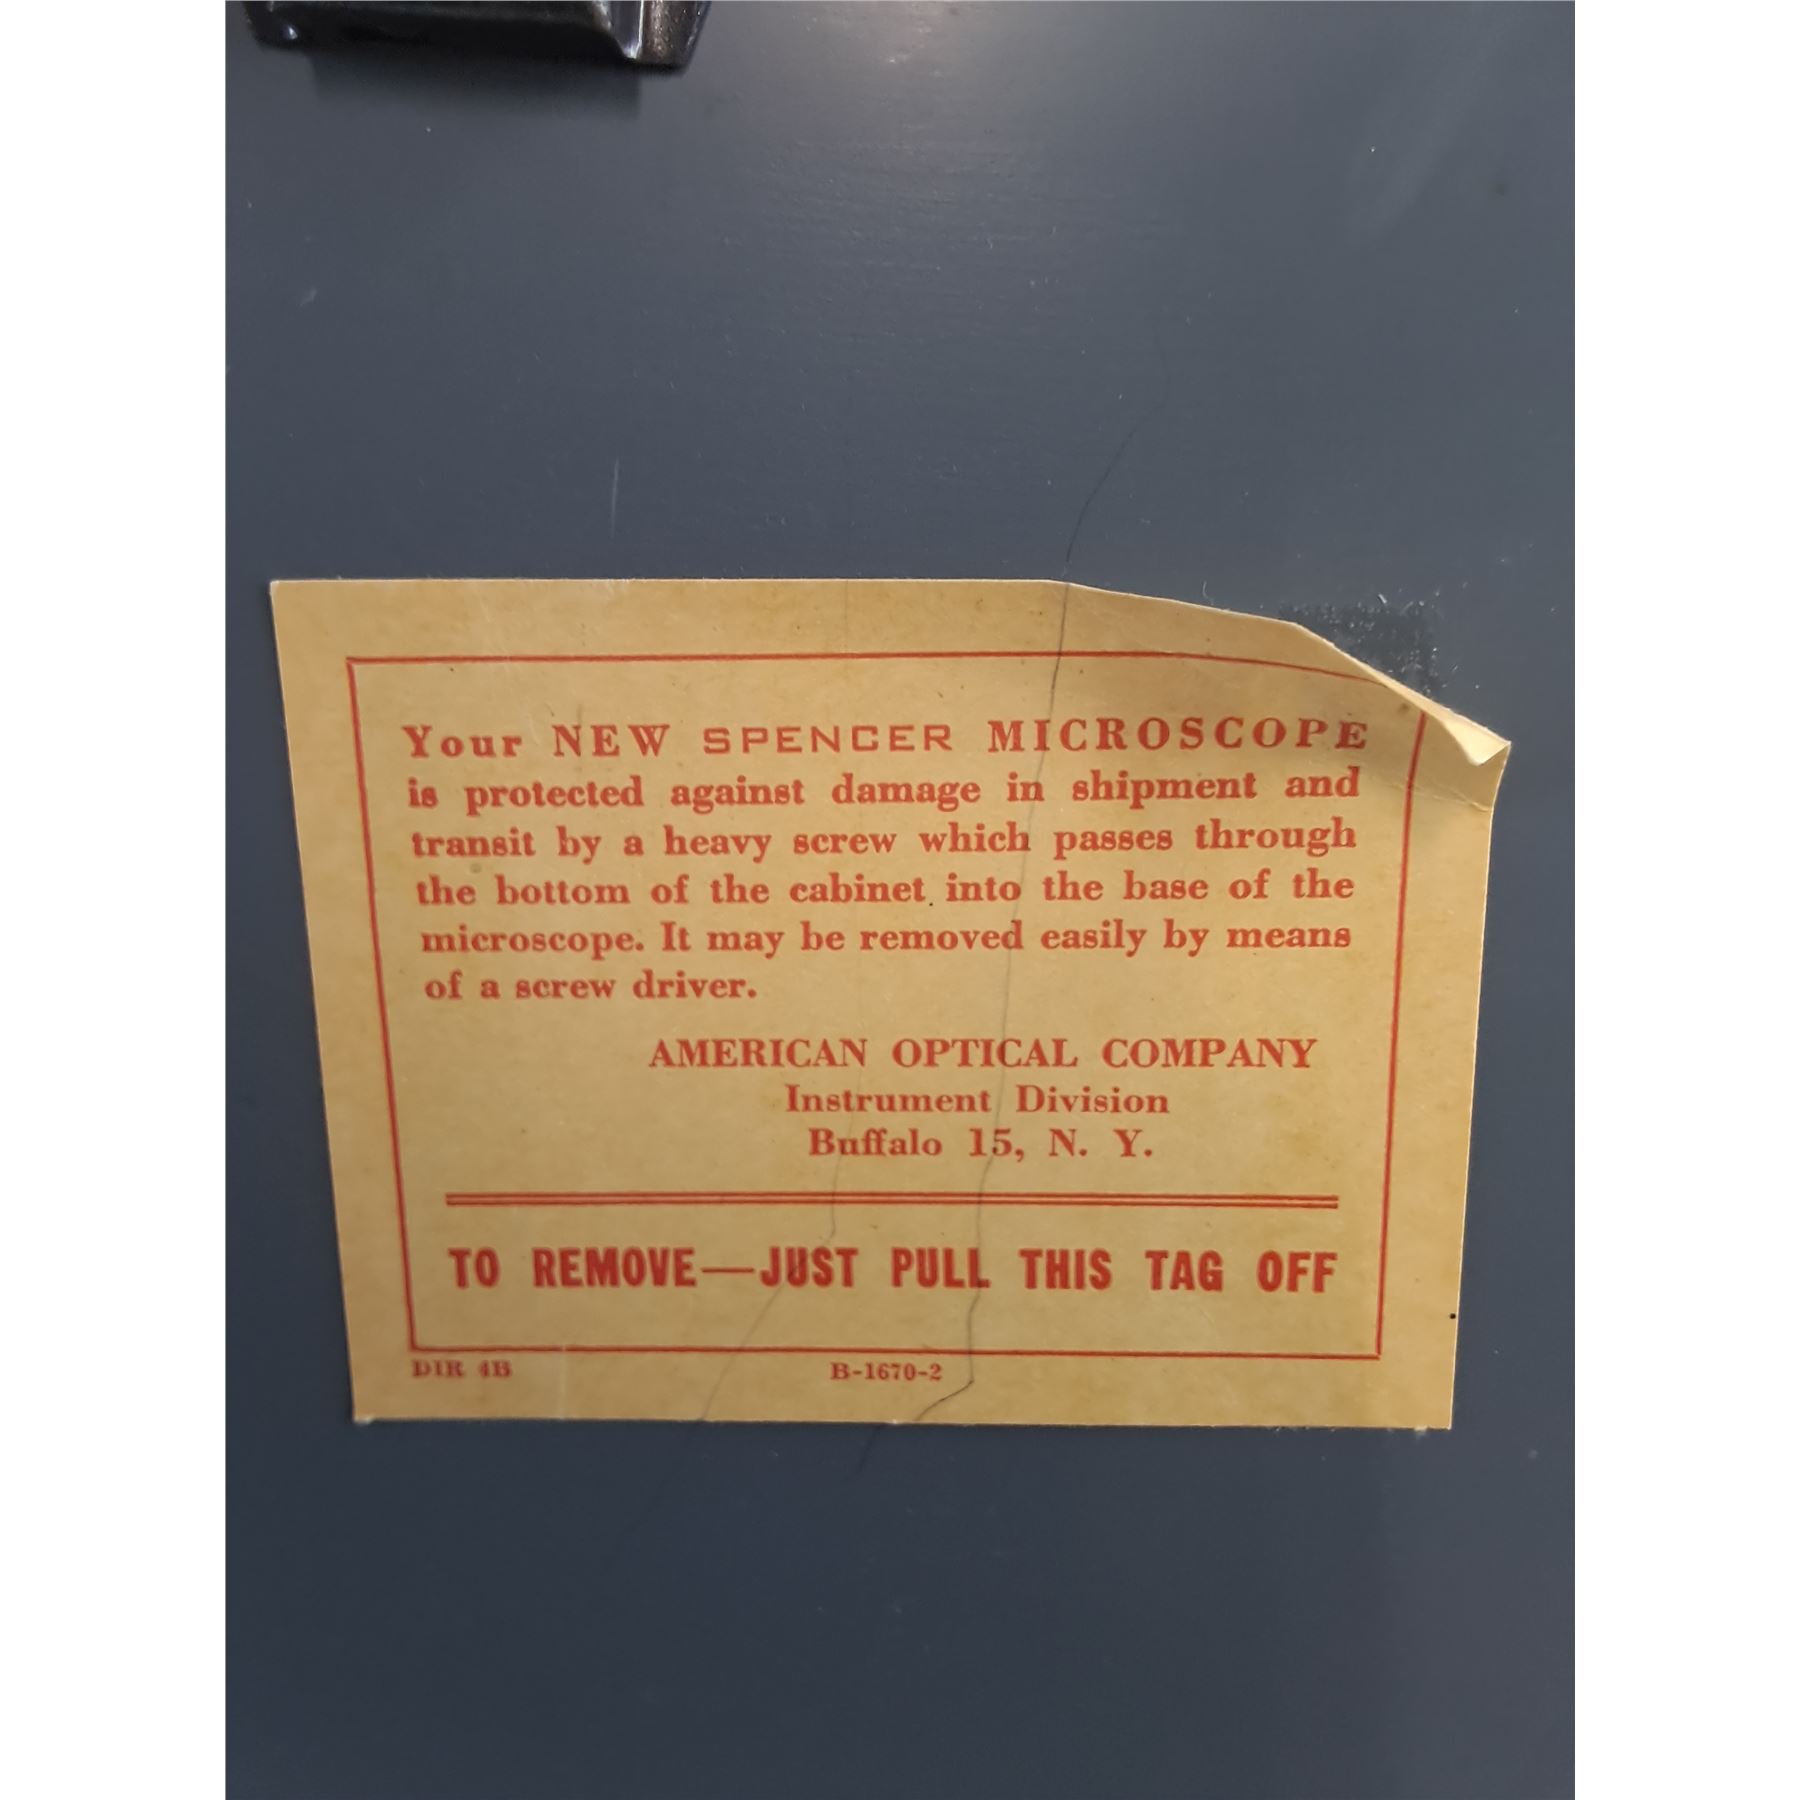 Your NEW SPENCER MICROSCOPE
is protected against damage in shipment and
transit by a heavy screw which passes through
the bottom of the cabinet into the base of the
microscope. It may be removed easily by means
of a screw driver.
AMERICAN OPTICAL COMPANY
Instrument Division
Buffalo 15, N. Y.
TO REMOVE—JUST PULL THIS TAG OFF
DIR 4B B-1670-2